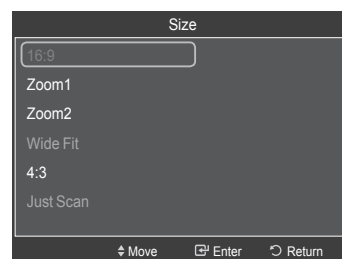 Size
16:9
Zoom1
Zoom2
Wide Fit
4:3
Just Scan
Move Enter Return